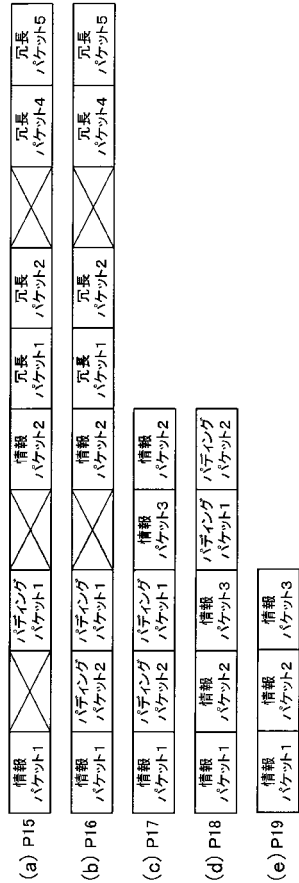 (a) P15
情報
パケット1
パディング
パケット1
情報
パケット2
冗長
パケット1
冗長
パケット2
冗長
パケット4
冗長
パケット5
(b) P16
情報
パケット1
パディング
パケット2
パディング
パケット1
情報
パケット2
冗長
パケット1
冗長
パケット2
冗長
パケット4
冗長
パケット5
(c) P17
情報
パケット1
パディング
パケット2
パディング
パケット1
情報
パケット3
情報
パケット2
(d) P18
情報
パケット1
情報
パケット2
情報
パケット3
パディング
パケット1
パディング
パケット2
(e) P19
情報
パケット1
情報
パケット2
情報
パケット3